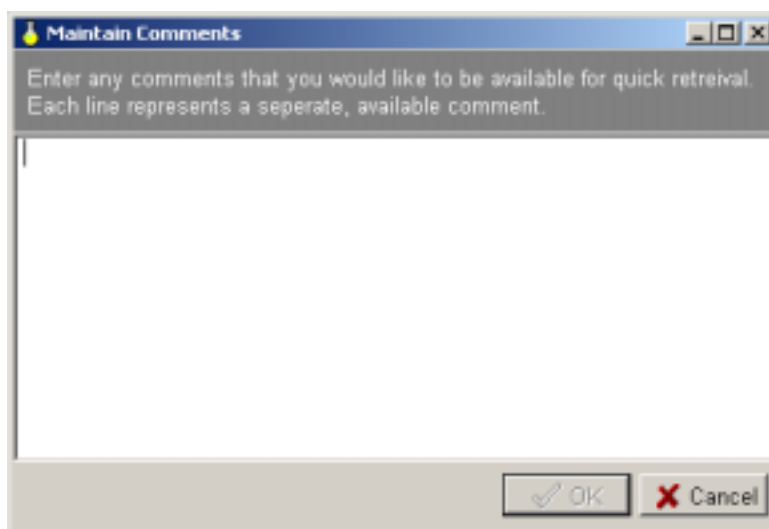 Maintain Comments
Enter any comments that you would like to be available for quick retreival.
Each line represents a seperate, available comment.
OK
Cancel